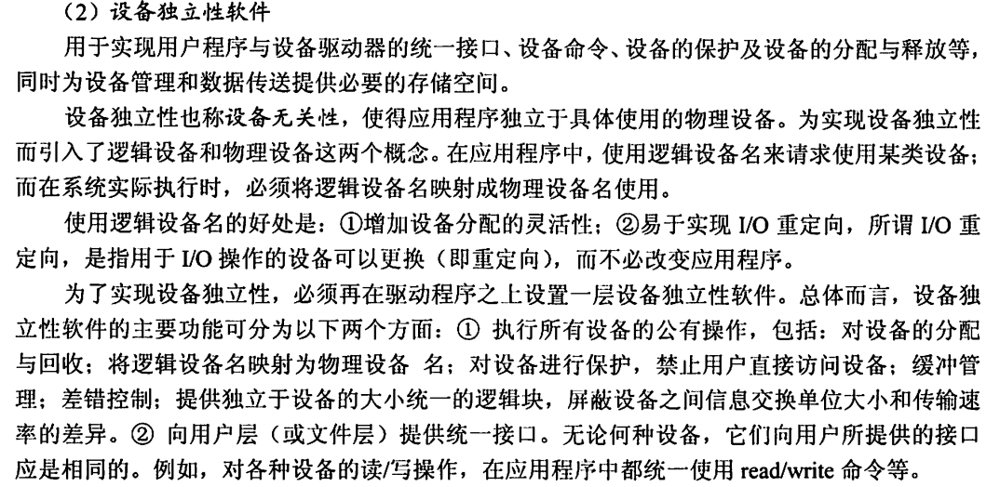 （2）设备独立性软件
用于实现用户程序与设备驱动器的统一接口、设备命令、设备的保护及设备的分配与释放等，
同时为设备管理和数据传送提供必要的存储空间。
设备独立性也称设备无关性，使得应用程序独立于具体使用的物理设备。为实现设备独立性
而引入了逻辑设备和物理设备这两个概念。在应用程序中，使用逻辑设备名来请求使用某类设备；
而在系统实际执行时，必须将逻辑设备名映射成物理设备名使用。
使用逻辑设备名的好处是：①增加设备分配的灵活性；②易于实现 I/O 重定向，所谓 I/O 重
定向，是指用于 I/O 操作的设备可以更换（即重定向），而不必改变应用程序。
为了实现设备独立性，必须再在驱动程序之上设置一层设备独立性软件。总体而言，设备独
立性软件的主要功能可分为以下两个方面：① 执行所有设备的公有操作，包括：对设备的分配
与回收；将逻辑设备名映射为物理设备 名；对设备进行保护，禁止用户直接访问设备；缓冲管
理；差错控制；提供独立于设备的大小统一的逻辑块，屏蔽设备之间信息交换单位大小和传输速
率的差异。② 向用户层（或文件层）提供统一接口。无论何种设备，它们向用户所提供的接口
应是相同的。例如，对各种设备的读/写操作，在应用程序中都统一使用 read/write 命令等。